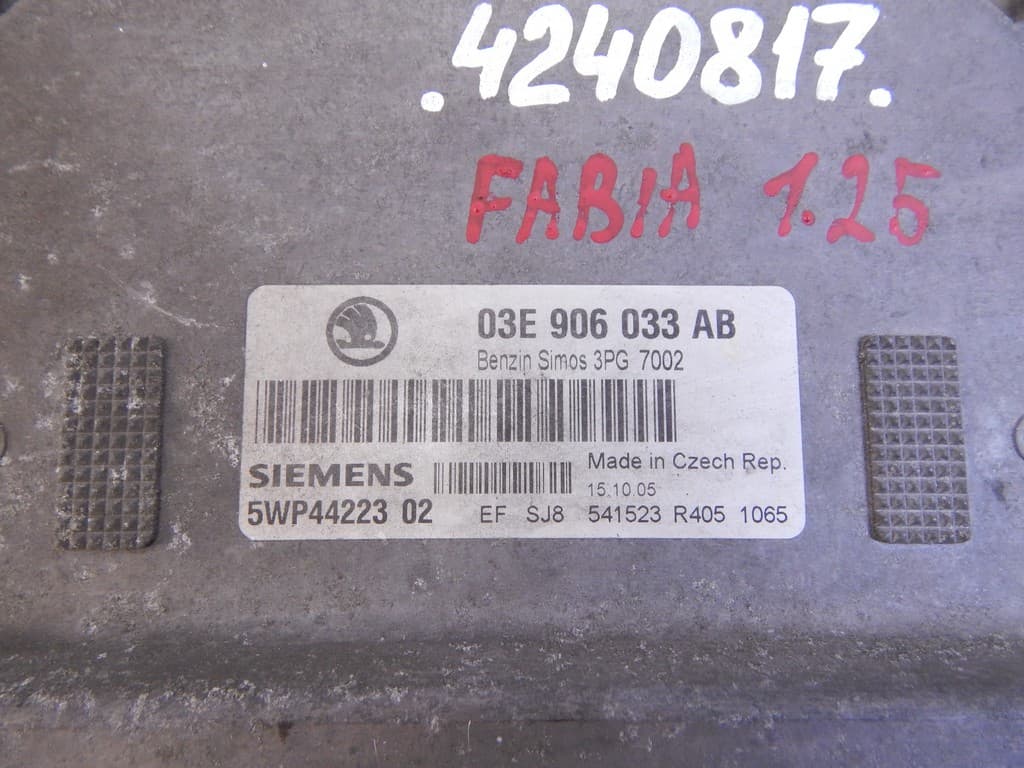 .4240817.
FABIA 1.25
03E 906 033 AB
Benzin Simos 3PG 7002
SIEMENS
Made in Czech Rep.
15.10.05
5WP44223 02
EF SJ8 541523 R405 1065